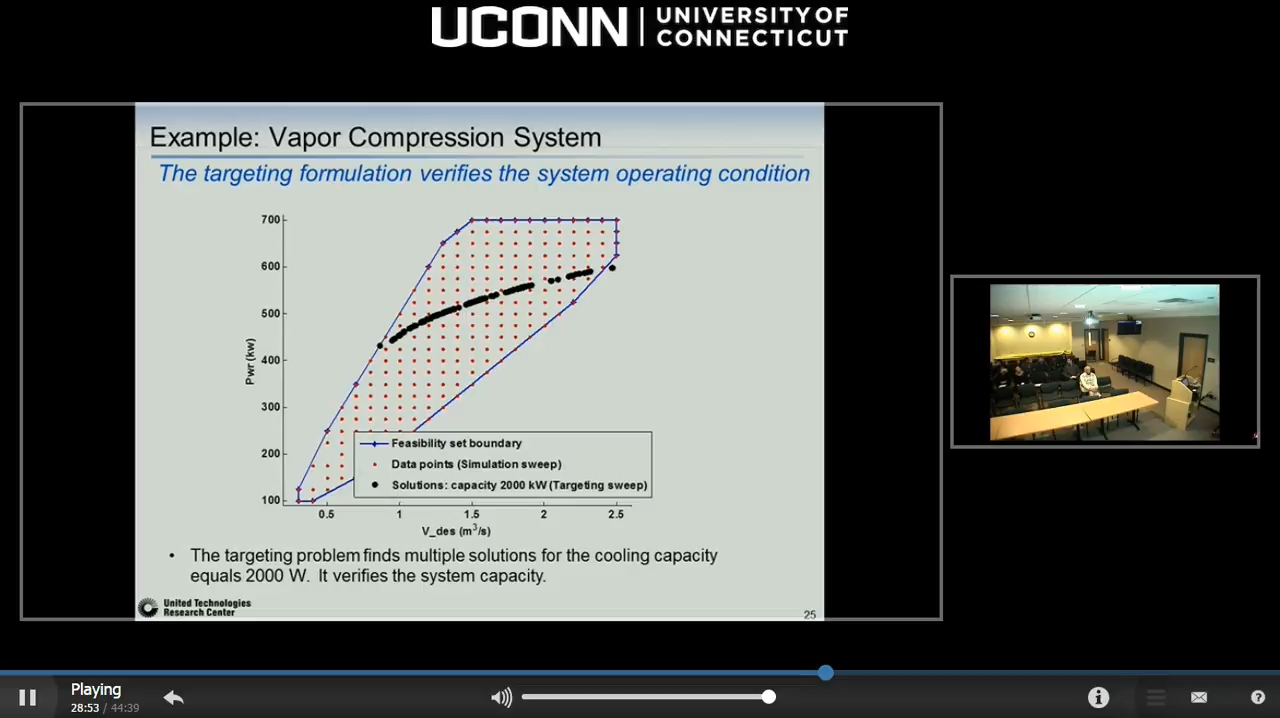 UCONN
UNIVERSITY OF
CONNECTICUT
Example: Vapor Compression System
The targeting formulation verifies the system operating condition
700
600
500
400
300
200
100
Pwr (kw)
Feasibility set boundary
Data points (Simulation sweep)
Solutions: capacity 2000 kW (Targeting sweep)
0.5
1
1.5
2
2.5
V_des (m³/s)
• The targeting problem finds multiple solutions for the cooling capacity
equals 2000 W. It verifies the system capacity.
United Technologies
Research Center
25
Playing
28:53 / 44:39